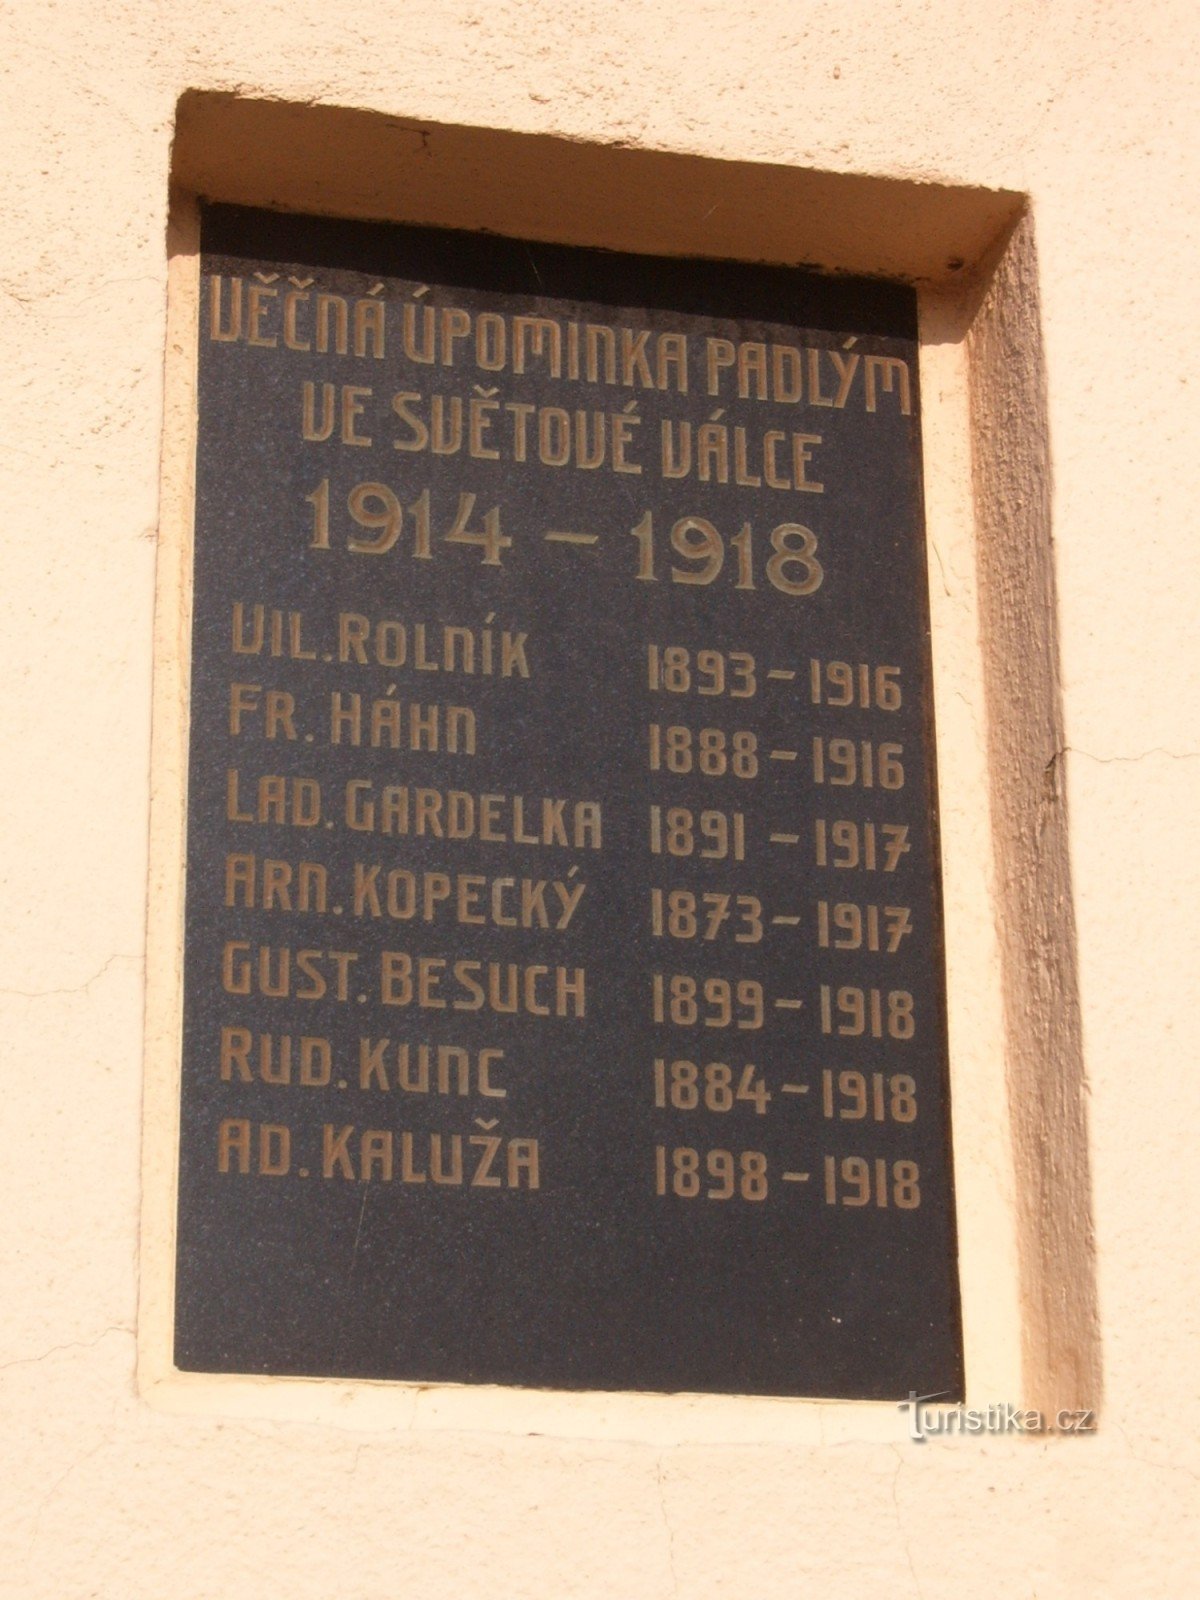 VĚČNÁ ÚPOMINKA PADLÝM
VE SVĚTOVÉ VÁLCE
1914 – 1918
VIL. ROLNÍK 1893 – 1916
FR. HÁHN 1888 – 1916
LAD. GARDELKA 1891 – 1917
ARN. KOPECKÝ 1873 – 1917
GUST. BESUCH 1899 – 1918
RUD. KUNC 1884 – 1918
AD. KALUŽA 1898 – 1918
Turistika.cz